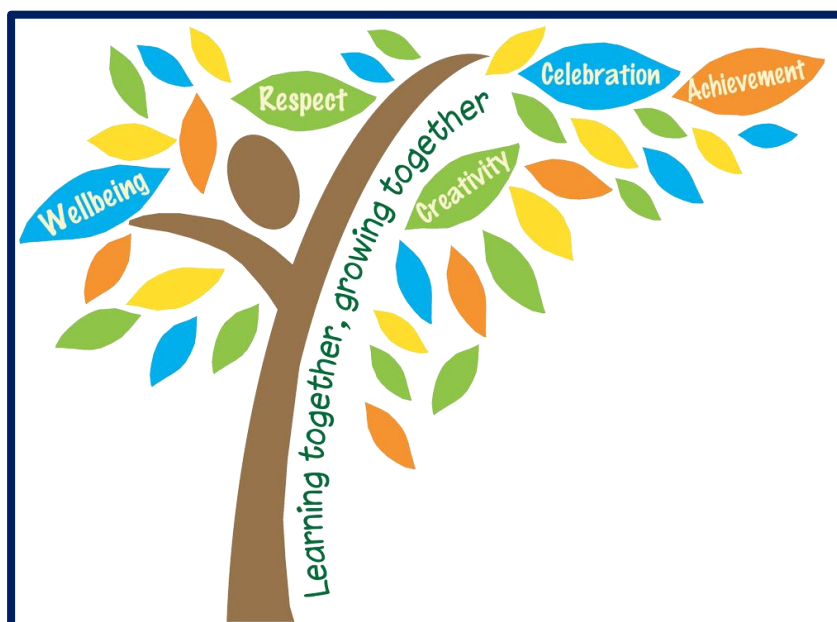 Respect
Celebration
Achievement
Wellbeing
Creativity
Learning together, growing together